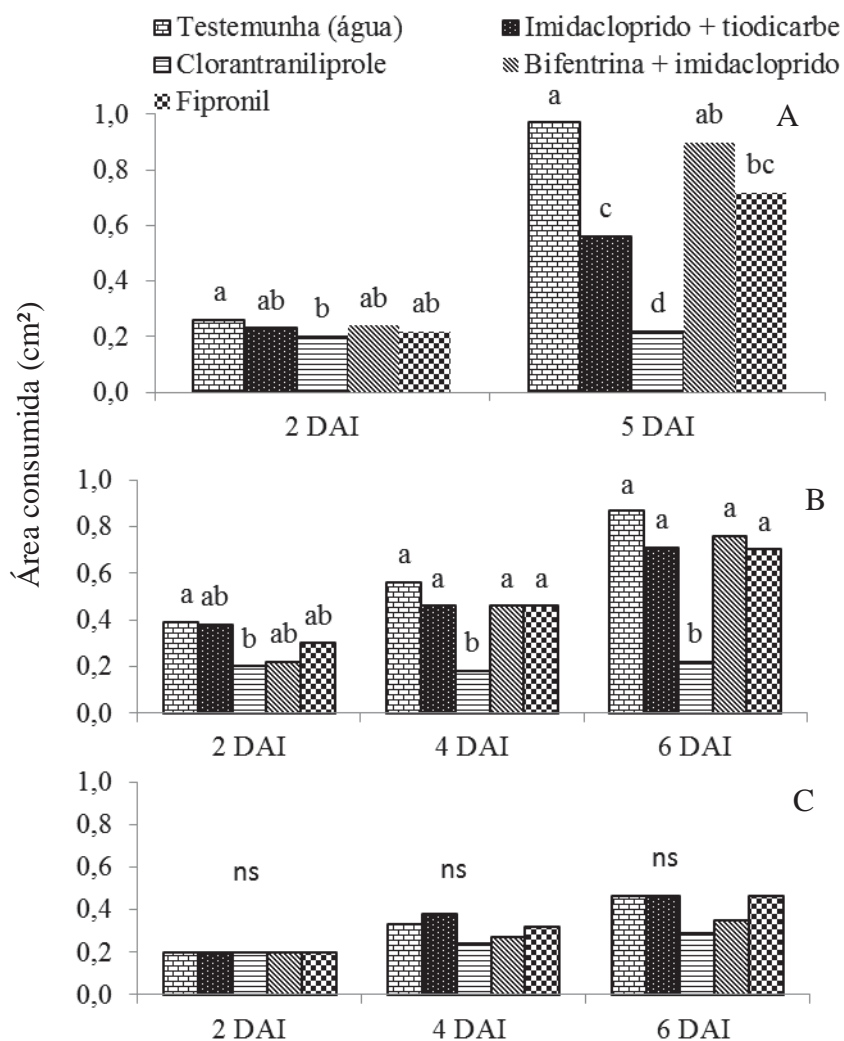 Testemunha (água) Imidacloprido + tiodicarbe
Clorantraniliprole Bifentrina + imidacloprido
Fipronil
Área consumida (cm²)
A
1,0
0,8
0,6
0,4
0,2
0,0
a ab b ab ab
a c d ab bc
2 DAI 5 DAI
B
1,0
0,8
0,6
0,4
0,2
0,0
a ab b ab ab
a a b a a
a a b a a
2 DAI 4 DAI 6 DAI
C
1,0
0,8
0,6
0,4
0,2
0,0
ns ns ns
2 DAI 4 DAI 6 DAI